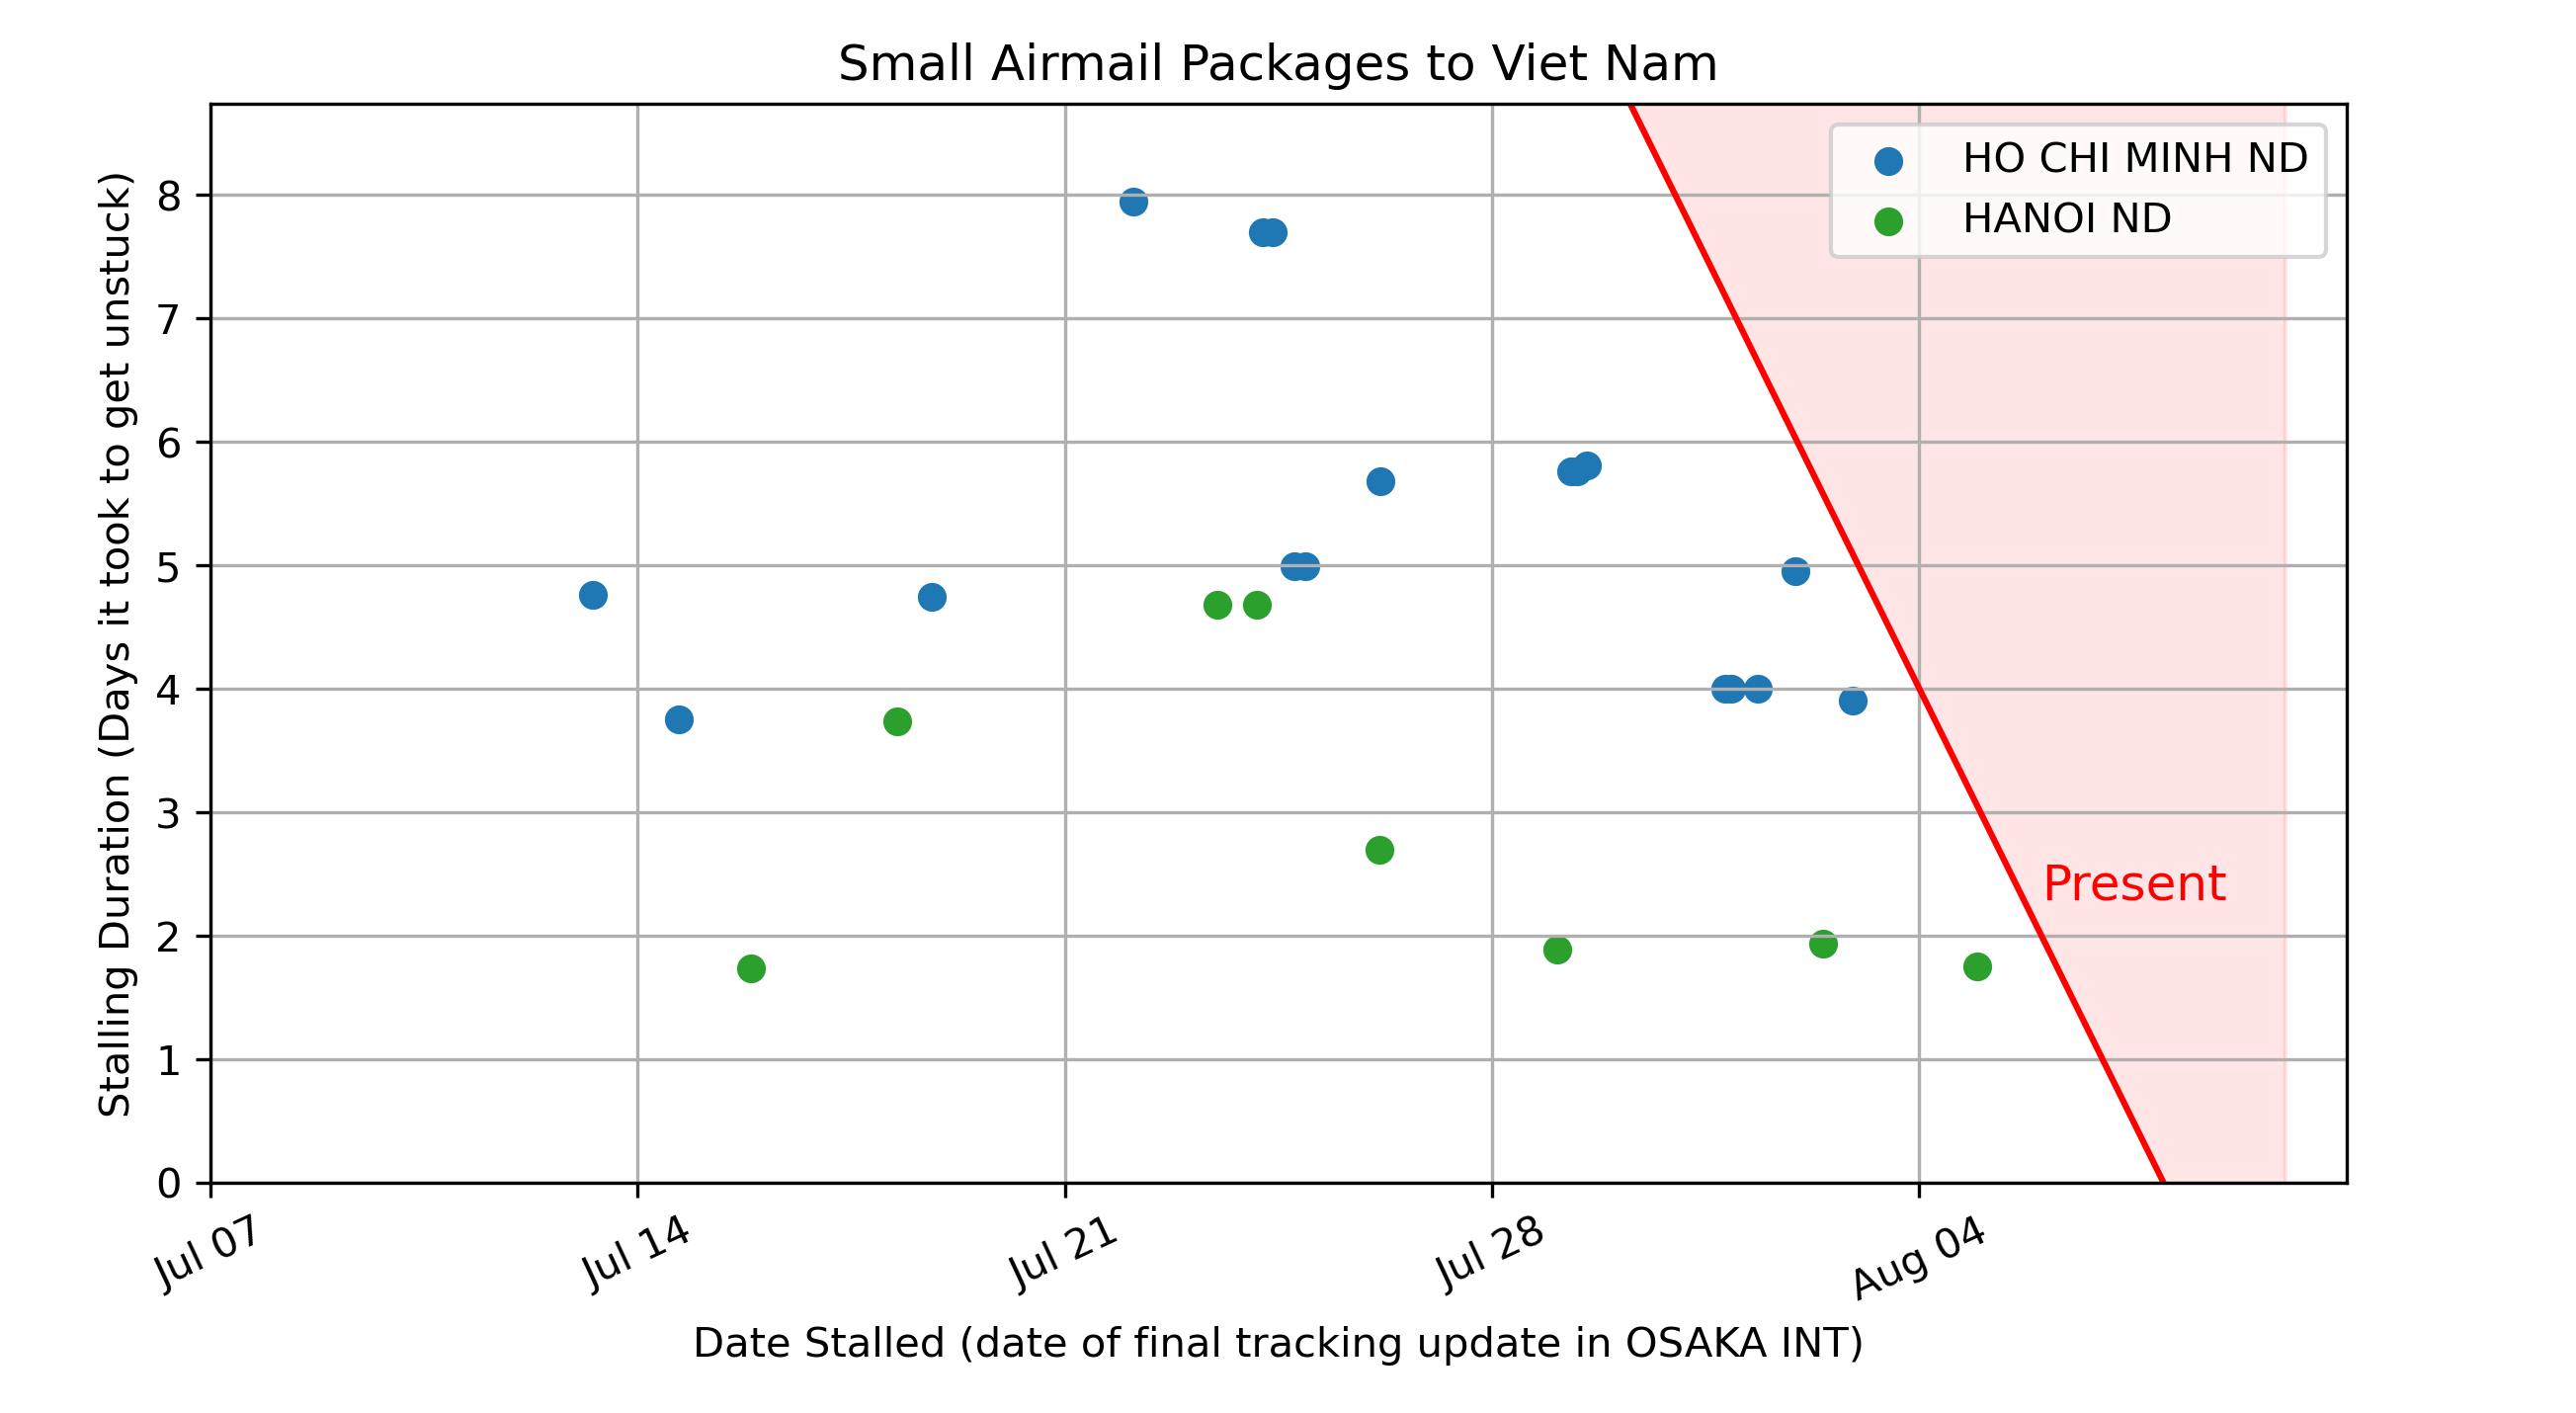 Small Airmail Packages to Viet Nam
HO CHI MINH ND
HANOI ND
Present
Stalling Duration (Days it took to get unstuck)
8
7
6
5
4
3
2
1
0
Jul 07
Jul 14
Jul 21
Jul 28
Aug 04
Date Stalled (date of final tracking update in OSAKA INT)